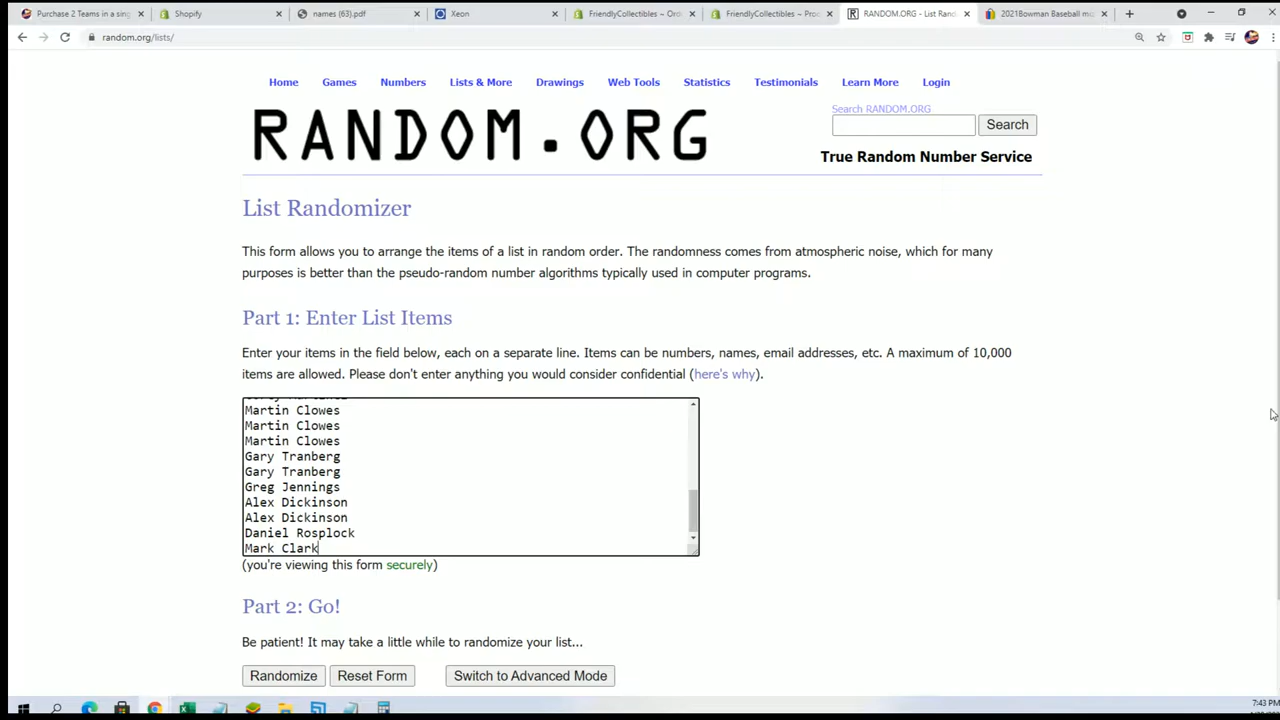 Purchase 2 Teams in a sing
Shopify
names (63).pdf
Xeon
FriendlyCollectibles ~ Ord
FriendlyCollectibles ~ Proc
RANDOM.ORG - List Rand
2021Bowman Baseball mo
random.org/lists/
Home Games Numbers Lists & More Drawings Web Tools Statistics Testimonials Learn More Login
RANDOM.ORG
Search RANDOM.ORG
Search
True Random Number Service
List Randomizer
This form allows you to arrange the items of a list in random order. The randomness comes from atmospheric noise, which for many
purposes is better than the pseudo-random number algorithms typically used in computer programs.
Part 1: Enter List Items
Enter your items in the field below, each on a separate line. Items can be numbers, names, email addresses, etc. A maximum of 10,000
items are allowed. Please don't enter anything you would consider confidential (here's why).
Martin Clowes
Martin Clowes
Martin Clowes
Gary Tranberg
Gary Tranberg
Greg Jennings
Alex Dickinson
Alex Dickinson
Daniel Rosplock
Mark Clark
(you're viewing this form securely)
Part 2: Go!
Be patient! It may take a little while to randomize your list...
Randomize Reset Form Switch to Advanced Mode
7:43 PM